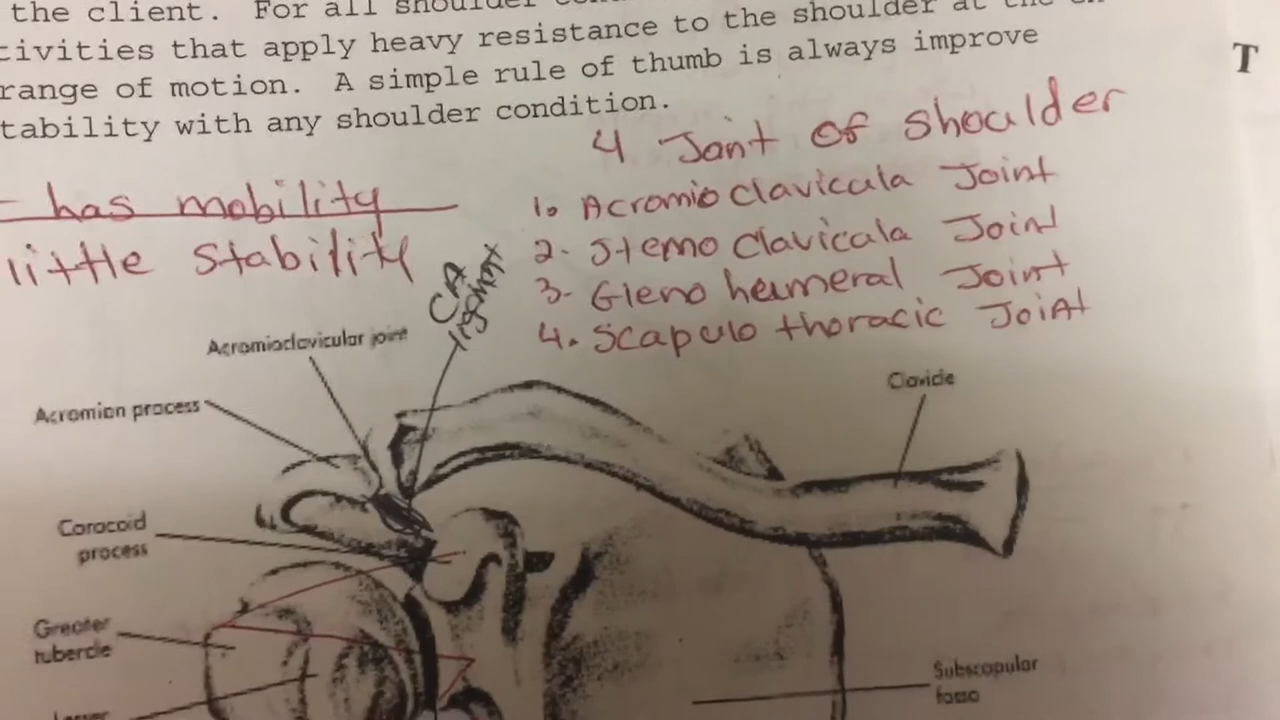 the client. For all shoulder
tivities that apply heavy resistance to the shoulder at the
range of motion. A simple rule of thumb is always improve
tability with any shoulder condition.
T
4 Jant of shoulder
- has mobility
little stability
1. Acromio clavicala Joint
2- Sterno clavicala Joint
3- Gleno humeral Joint
4. Scapulo thoracic Joint
CA
ligament
Acromioclavicular joint
Acromion process
Clavicle
Coracoid
process
Greater
tubercle
Lesser
Subscapular
fossa